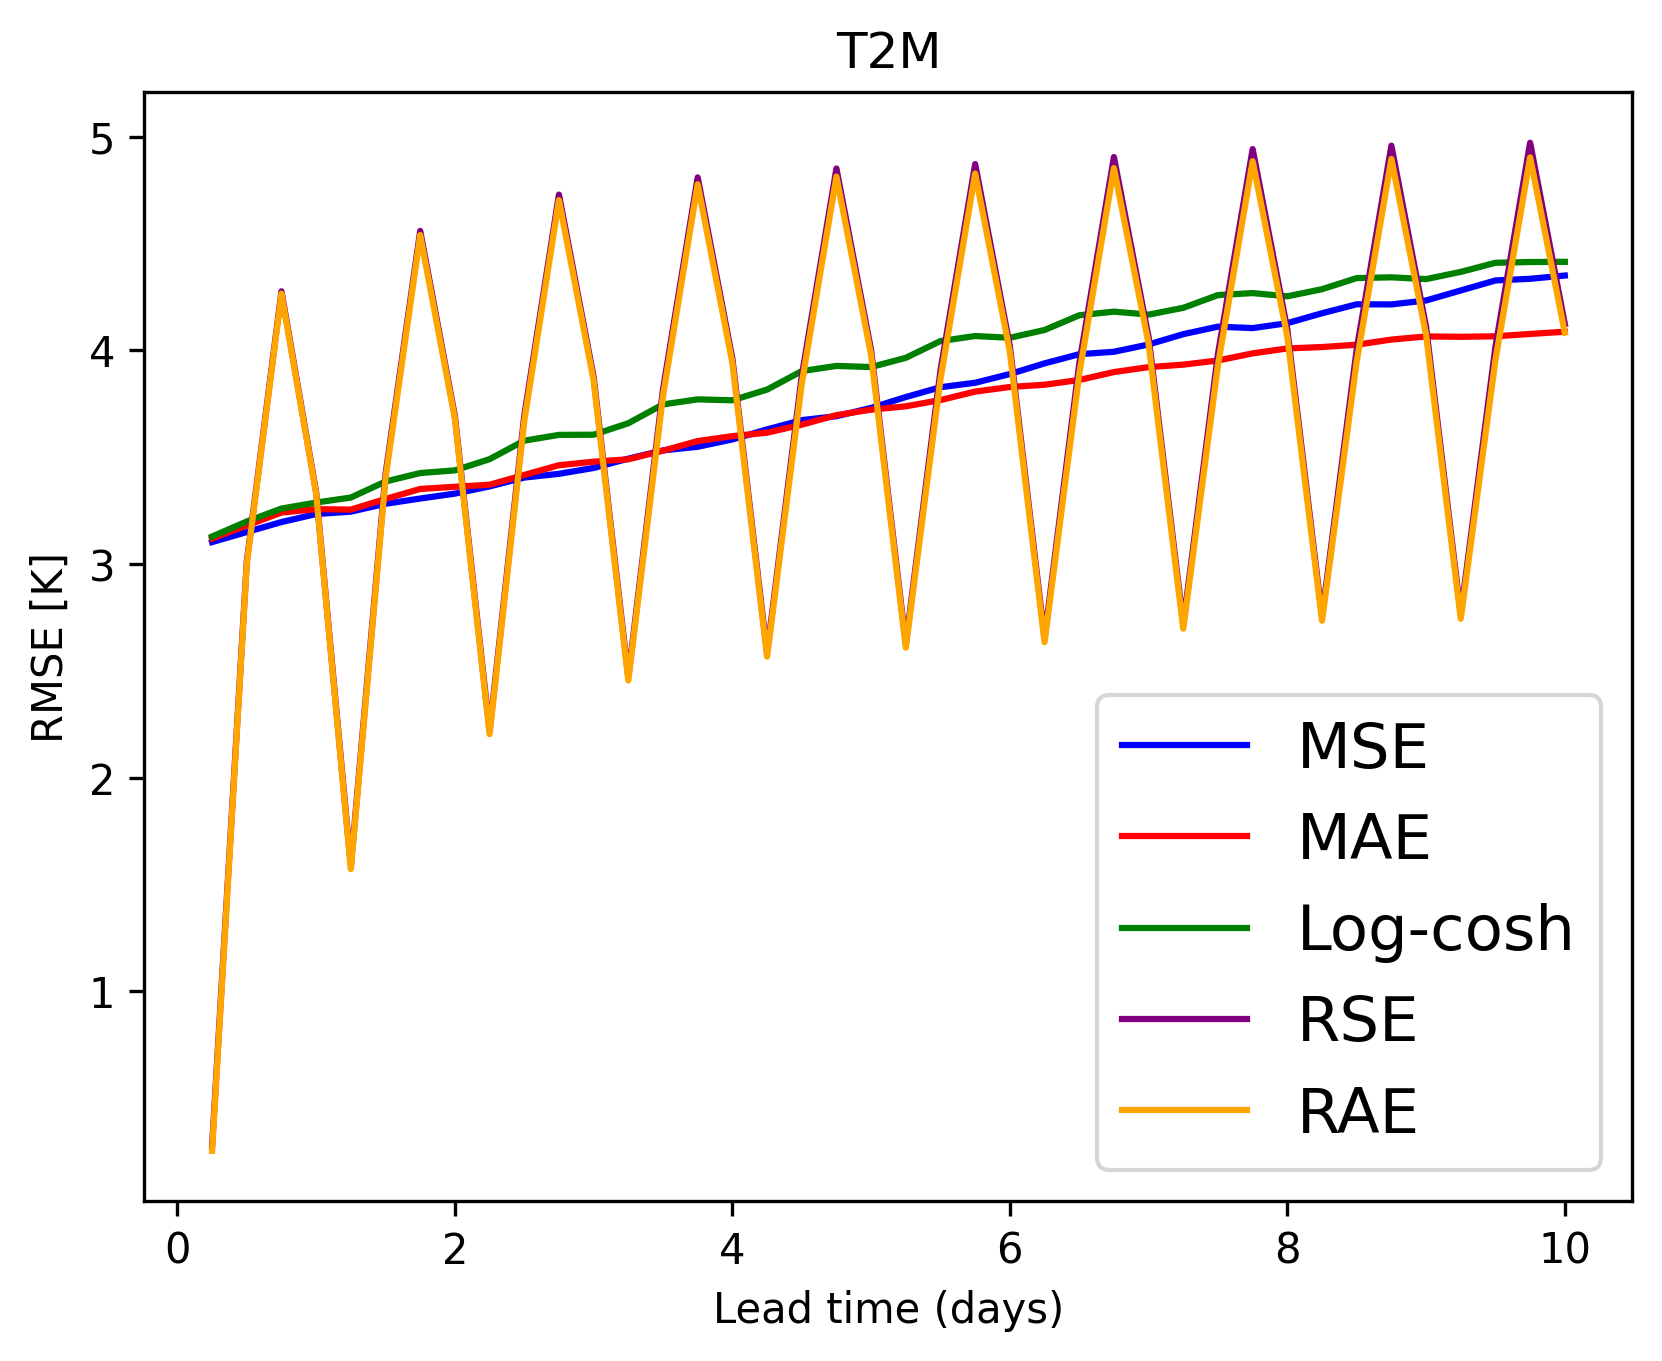 T2M
RMSE [K]
5
4
3
2
1
MSE
MAE
Log-cosh
RSE
RAE
0 2 4 6 8 10
Lead time (days)